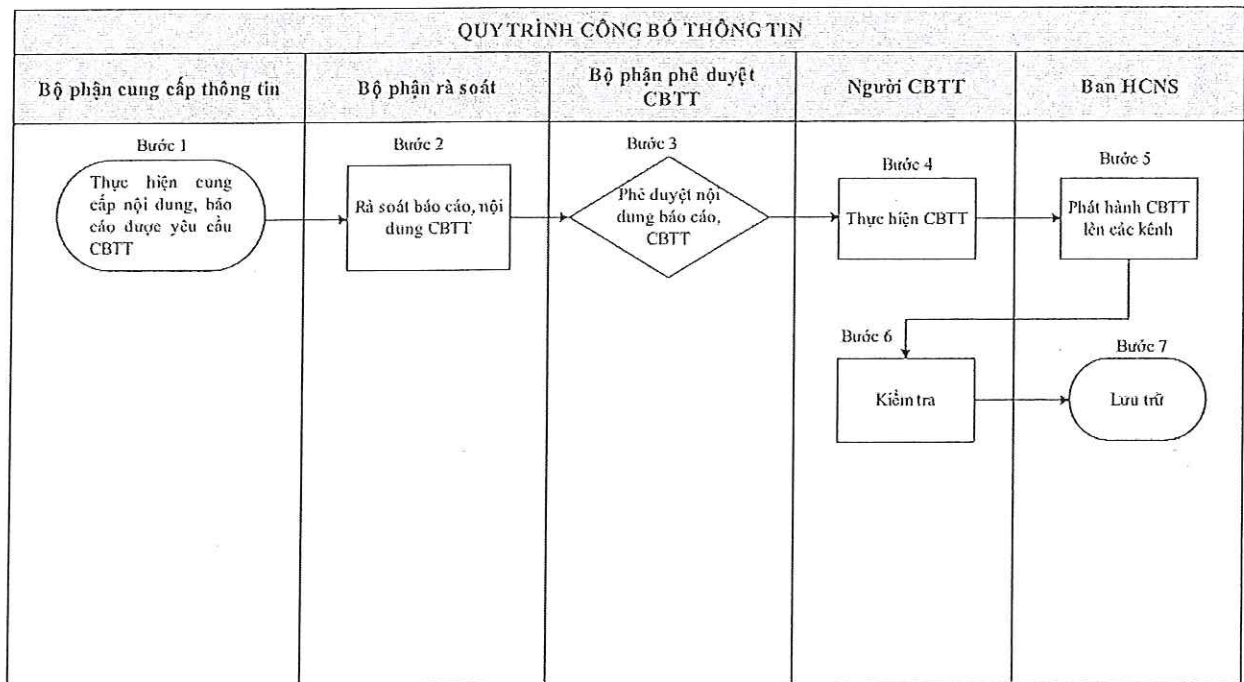 QUY TRÌNH CÔNG BỐ THÔNG TIN
Bộ phận cung cấp thông tin
Bộ phận rà soát
Bộ phận phê duyệt
CBTT
Người CBTT
Ban HCNS
Bước 1
Thực hiện cung
cấp nội dung, báo
cáo được yêu cầu
CBTT
Bước 2
Rà soát báo cáo, nội
dung CBTT
Bước 3
Phê duyệt nội
dung báo cáo,
CBTT
Bước 4
Thực hiện CBTT
Bước 5
Phát hành CBTT
lên các kênh
Bước 6
Kiểm tra
Bước 7
Lưu trữ